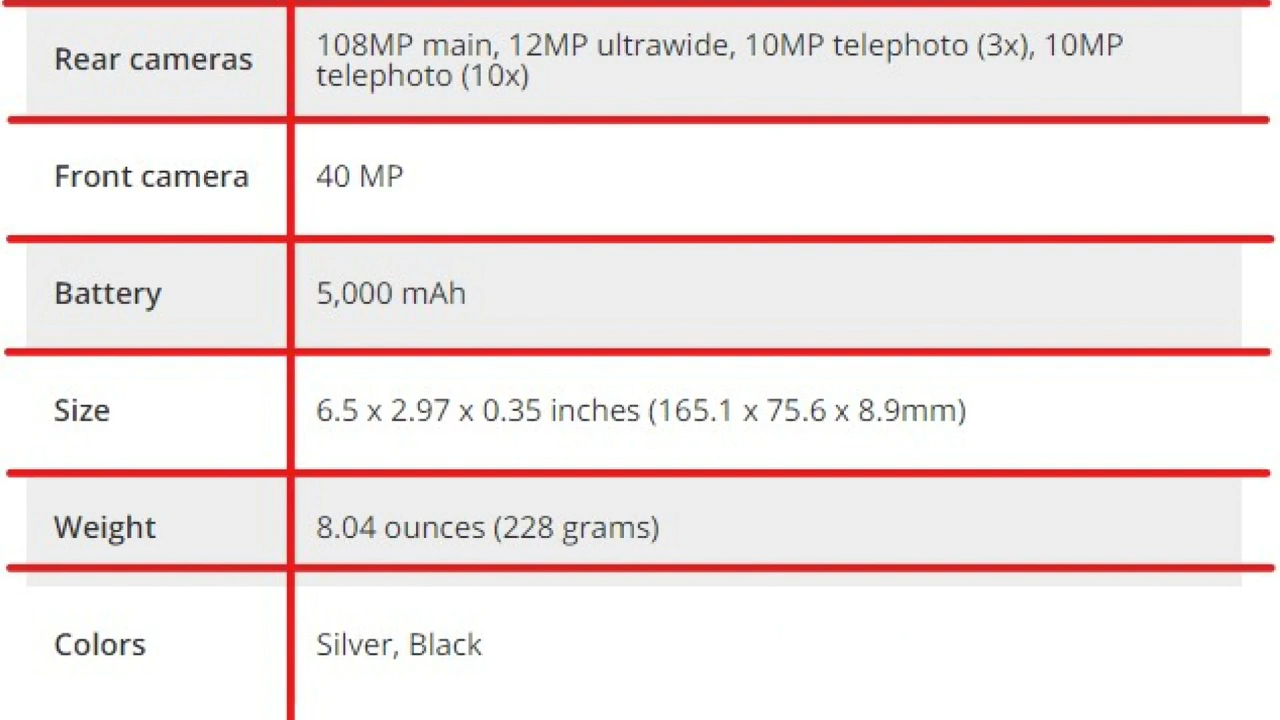 Rear cameras
108MP main, 12MP ultrawide, 10MP telephoto (3x), 10MP
telephoto (10x)
Front camera
40 MP
Battery
5,000 mAh
Size
6.5 x 2.97 x 0.35 inches (165.1 x 75.6 x 8.9mm)
Weight
8.04 ounces (228 grams)
Colors
Silver, Black